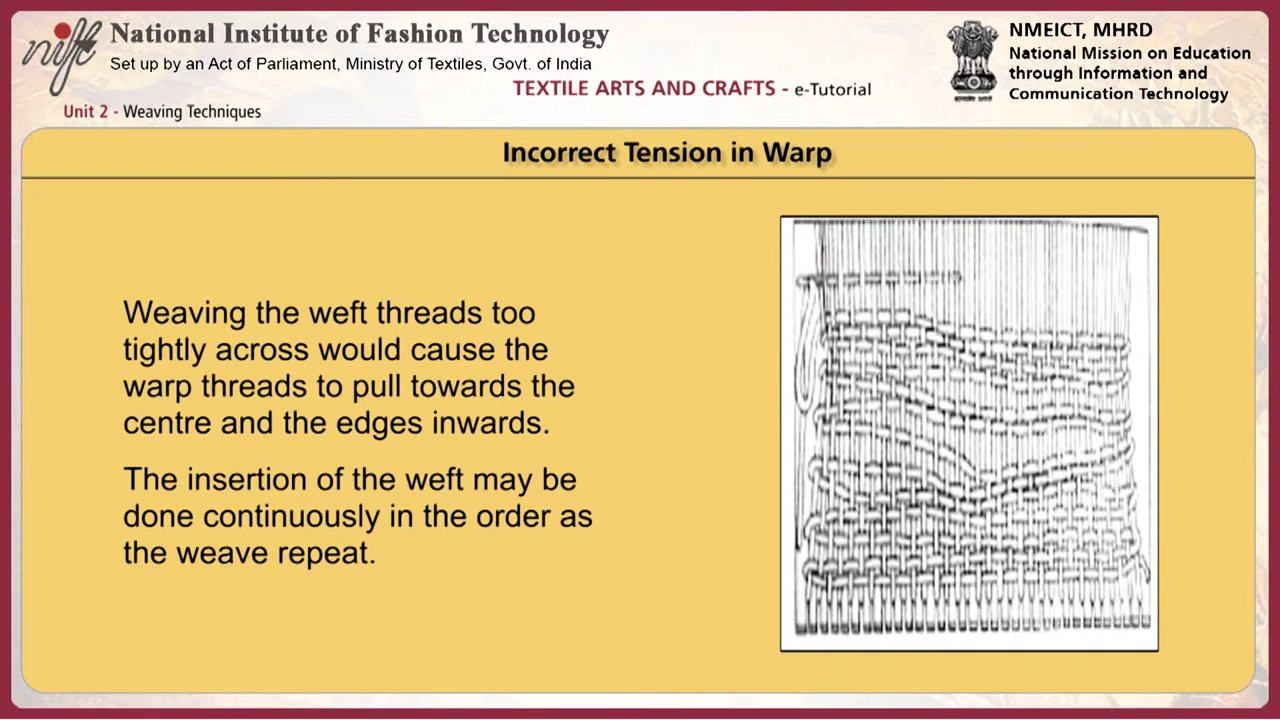 nift
National Institute of Fashion Technology
Set up by an Act of Parliament, Ministry of Textiles, Govt. of India
TEXTILE ARTS AND CRAFTS - e-Tutorial
NMEICT, MHRD
National Mission on Education
through Information and
Communication Technology
Unit 2 - Weaving Techniques
Incorrect Tension in Warp
Weaving the weft threads too
tightly across would cause the
warp threads to pull towards the
centre and the edges inwards.
The insertion of the weft may be
done continuously in the order as
the weave repeat.